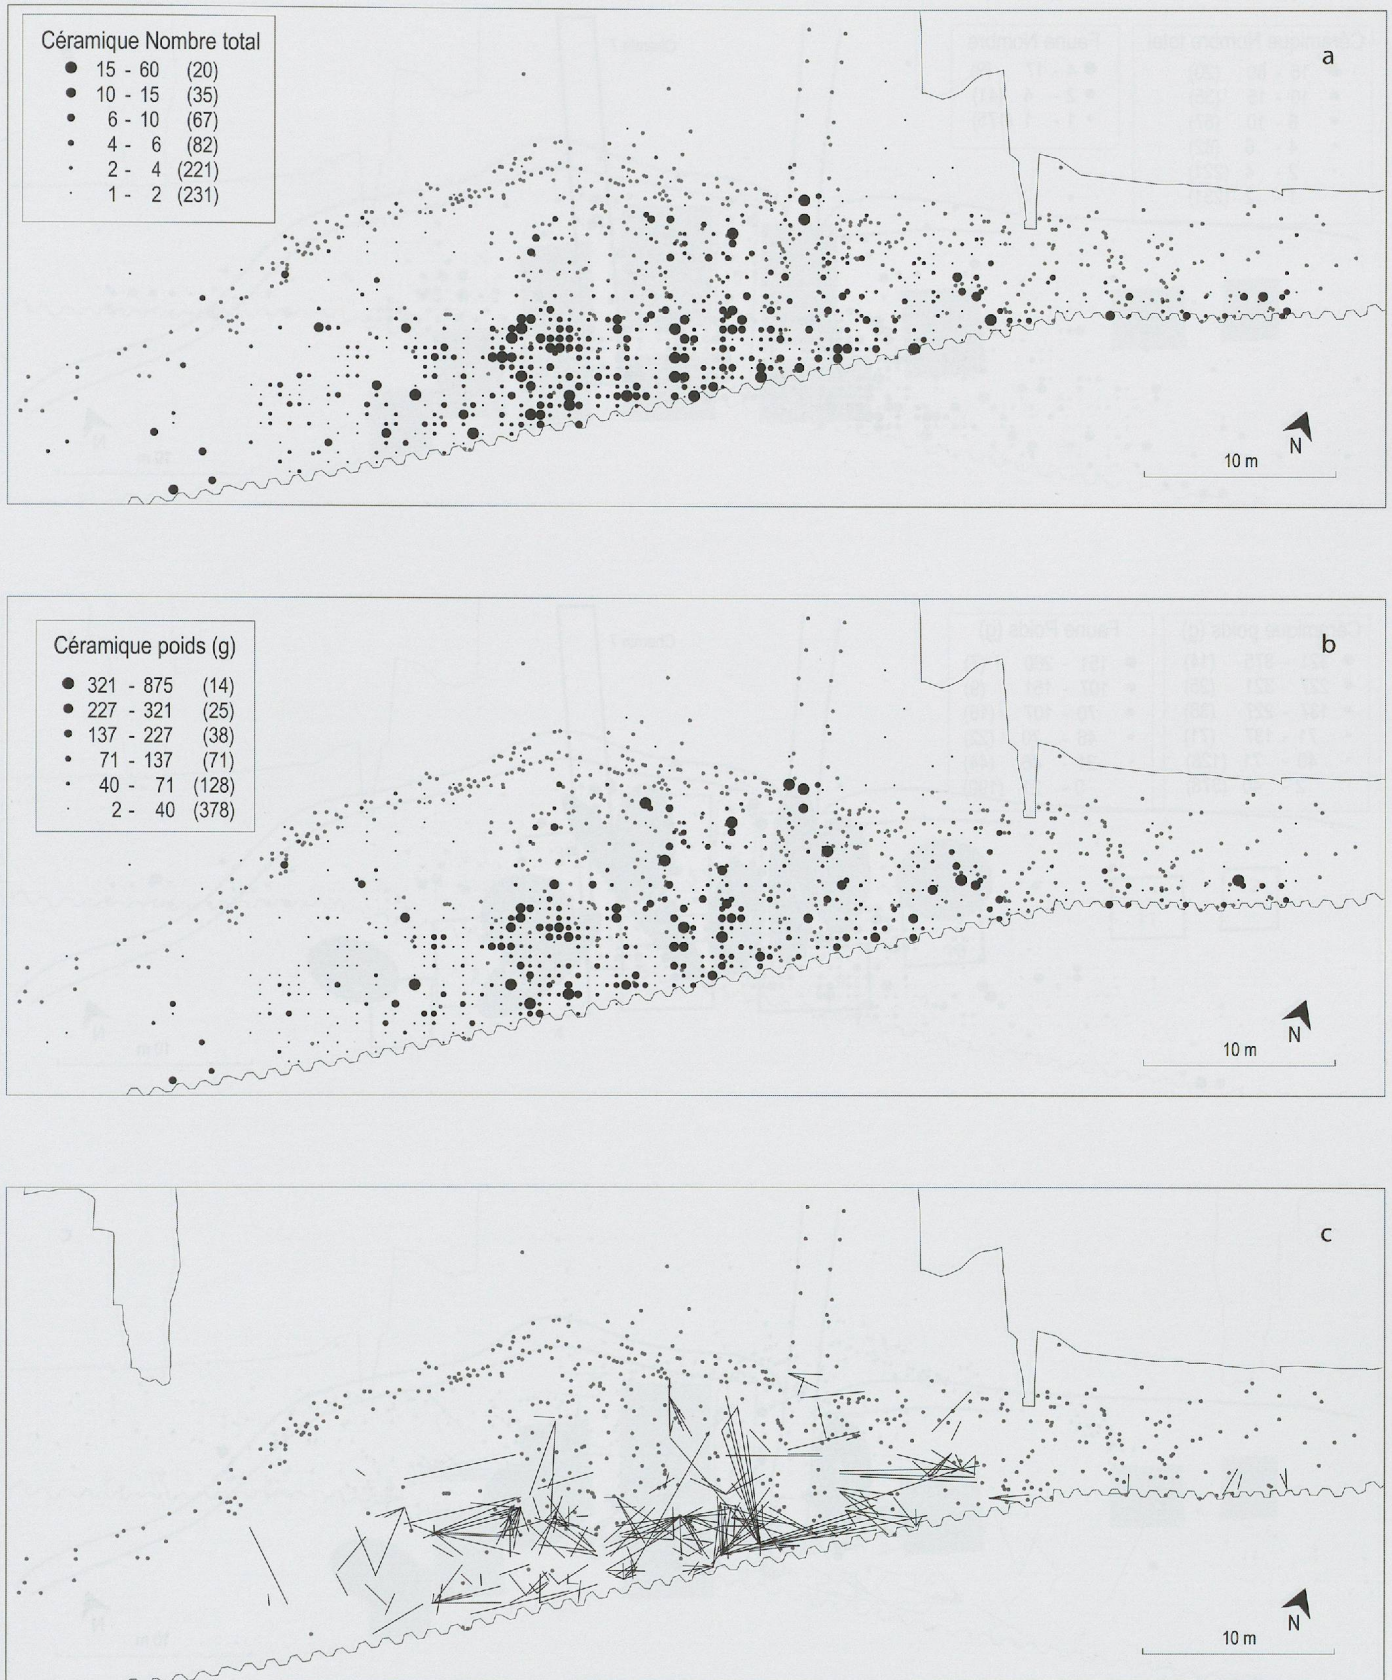 Céramique Nombre total
15 - 60 (20)
10 - 15 (35)
6 - 10 (67)
4 - 6 (82)
2 - 4 (221)
1 - 2 (231)
a
N
10 m
Céramique poids (g)
321 - 875 (14)
227 - 321 (25)
137 - 227 (38)
71 - 137 (71)
40 - 71 (128)
2 - 40 (378)
b
N
10 m
c
N
10 m